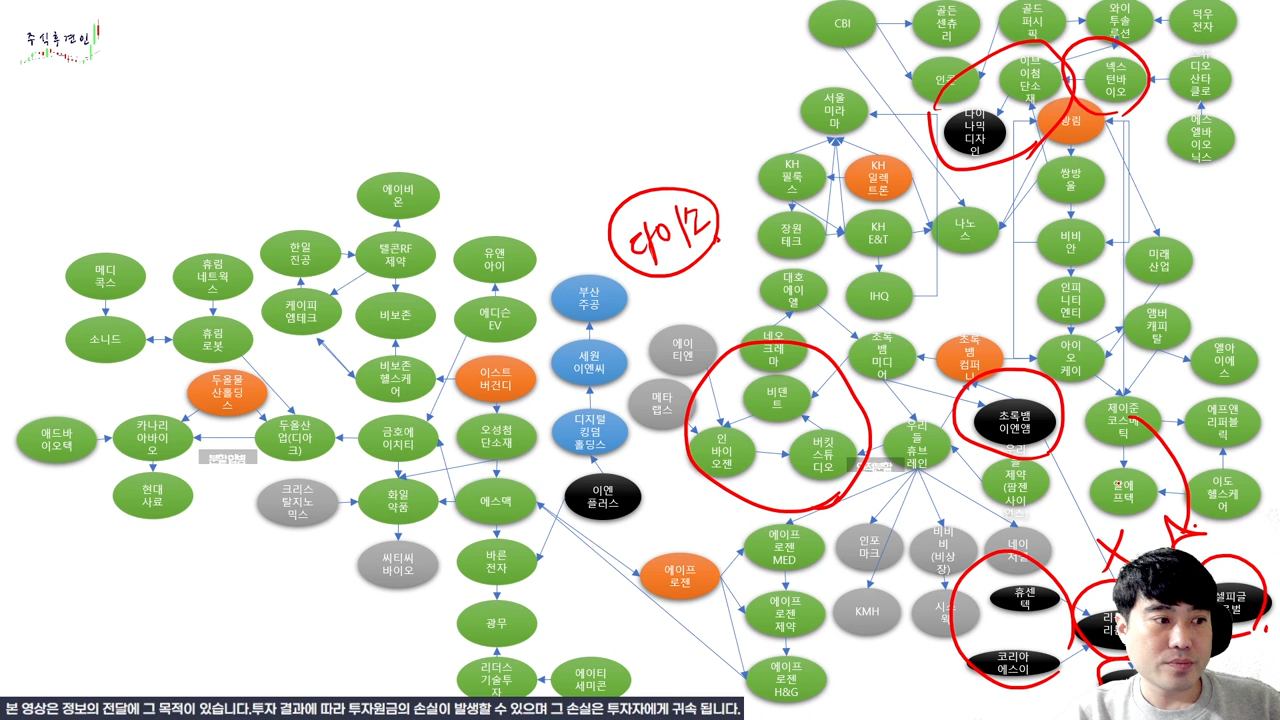 주식후견인
CBI
골든
센츄
리
골드
퍼시
픽
와이
투솔
루션
덕우
전자
인콘
이브
이첨
단소
재
넥스
턴바
이오
디오
산타
클로
에스
엘바
이오
닉스
서울
미라
마
다이
나믹
디자
인
광림
KH
필룩
스
KH
일렉
트론
쌍방
울
장원
테크
KH
E&T
나노
스
비비
안
미래
산업
다이소
에이비
온
한일
진공
텔콘RF
제약
유앤
아이
메디
콕스
휴림
네트웍
스
케이피
엠테크
비보존
에디슨
EV
부산
주공
대호
에이
엘
IHQ
인피
니티
엔티
앰버
캐피
탈
소니드
휴림
로봇
네오
크레
마
에이
티엔
초록
뱀미
디어
초록
뱀
컴퍼
니
아이
오
케이
엘아
이에
스
두올물
산홀딩
스
비보존
헬스케
어
이스트
버건디
세원
이엔씨
메타
랩스
비덴
트
초록뱀
이엔엠
제이준
코스메
틱
에프앤
리퍼블
릭
애드바
이오텍
카나리
아바이
오
두올산
업(디아
크)
금호에
이치티
오성첨
단소재
디지털
킹덤
홀딩스
인
바이
오젠
버킷
스튜
디오
우리
들
휴브
레인
우리
들
제약
(팜젠
사이
언스)
현대
사료
크리스
탈지노
믹스
화일
약품
에스맥
이엔
플러스
알에
프텍
이도
헬스케
어
씨티씨
바이오
바른
전자
에이프
로젠
에이프
로젠
MED
인포
마크
비비
비
(비상
장)
네이
처셀
광무
에이프
로젠
제약
KMH
시스
웍
휴센
텍
코리아
에스이
셀피글
로벌
리더스
기술투
자
에이티
세미콘
에이프
로젠
H&G
본 영상은 정보의 전달에 그 목적이 있습니다.투자 결과에 따라 투자원금의 손실이 발생할 수 있으며 그 손실은 투자자에게 귀속 됩니다.